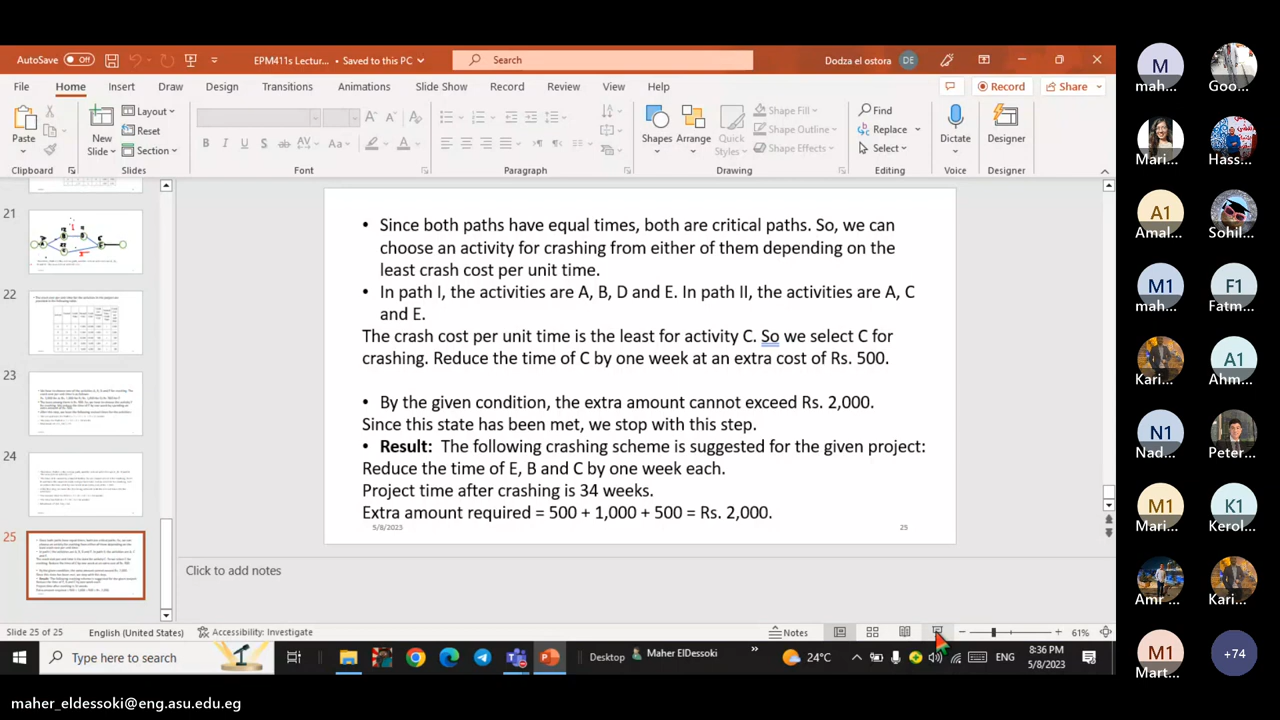 AutoSave Off
EPM411s Lectur... • Saved to this PC
Search
Dodza el ostora DE
File Home Insert Draw Design Transitions Animations Slide Show Record Review View Help
Record Share
Paste
Clipboard
New Slide
Layout
Reset
Section
Slides
B I U S ab AV Aa A
Font
Paragraph
Shapes Arrange Quick Styles
Shape Fill
Shape Outline
Shape Effects
Drawing
Find
Replace
Select
Editing
Dictate
Voice
Designer
Designer
21
22
23
24
25
• Since both paths have equal times, both are critical paths. So, we can
choose an activity for crashing from either of them depending on the
least crash cost per unit time.
• In path I, the activities are A, B, D and E. In path II, the activities are A, C
and E.
The crash cost per unit time is the least for activity C. So we select C for
crashing. Reduce the time of C by one week at an extra cost of Rs. 500.
• By the given condition, the extra amount cannot exceed Rs. 2,000.
Since this state has been met, we stop with this step.
• Result: The following crashing scheme is suggested for the given project:
Reduce the time of E, B and C by one week each.
Project time after crashing is 34 weeks.
Extra amount required = 500 + 1,000 + 500 = Rs. 2,000.
5/8/2023
25
Click to add notes
Slide 25 of 25 English (United States) Accessibility: Investigate
Notes
61%
Type here to search
Desktop
Maher ElDessoki
24°C
ENG
8:36 PM
5/8/2023
M
mah...
Goo...
Mari...
Hass...
A1
Amal...
Sohil...
M1
mah...
F1
Fatm...
Kari...
A1
Ahm...
N1
Nad...
Peter...
M1
Mari...
K1
Kerol...
Amr ...
Kari...
M1
Mart...
+74
maher_eldessoki@eng.asu.edu.eg